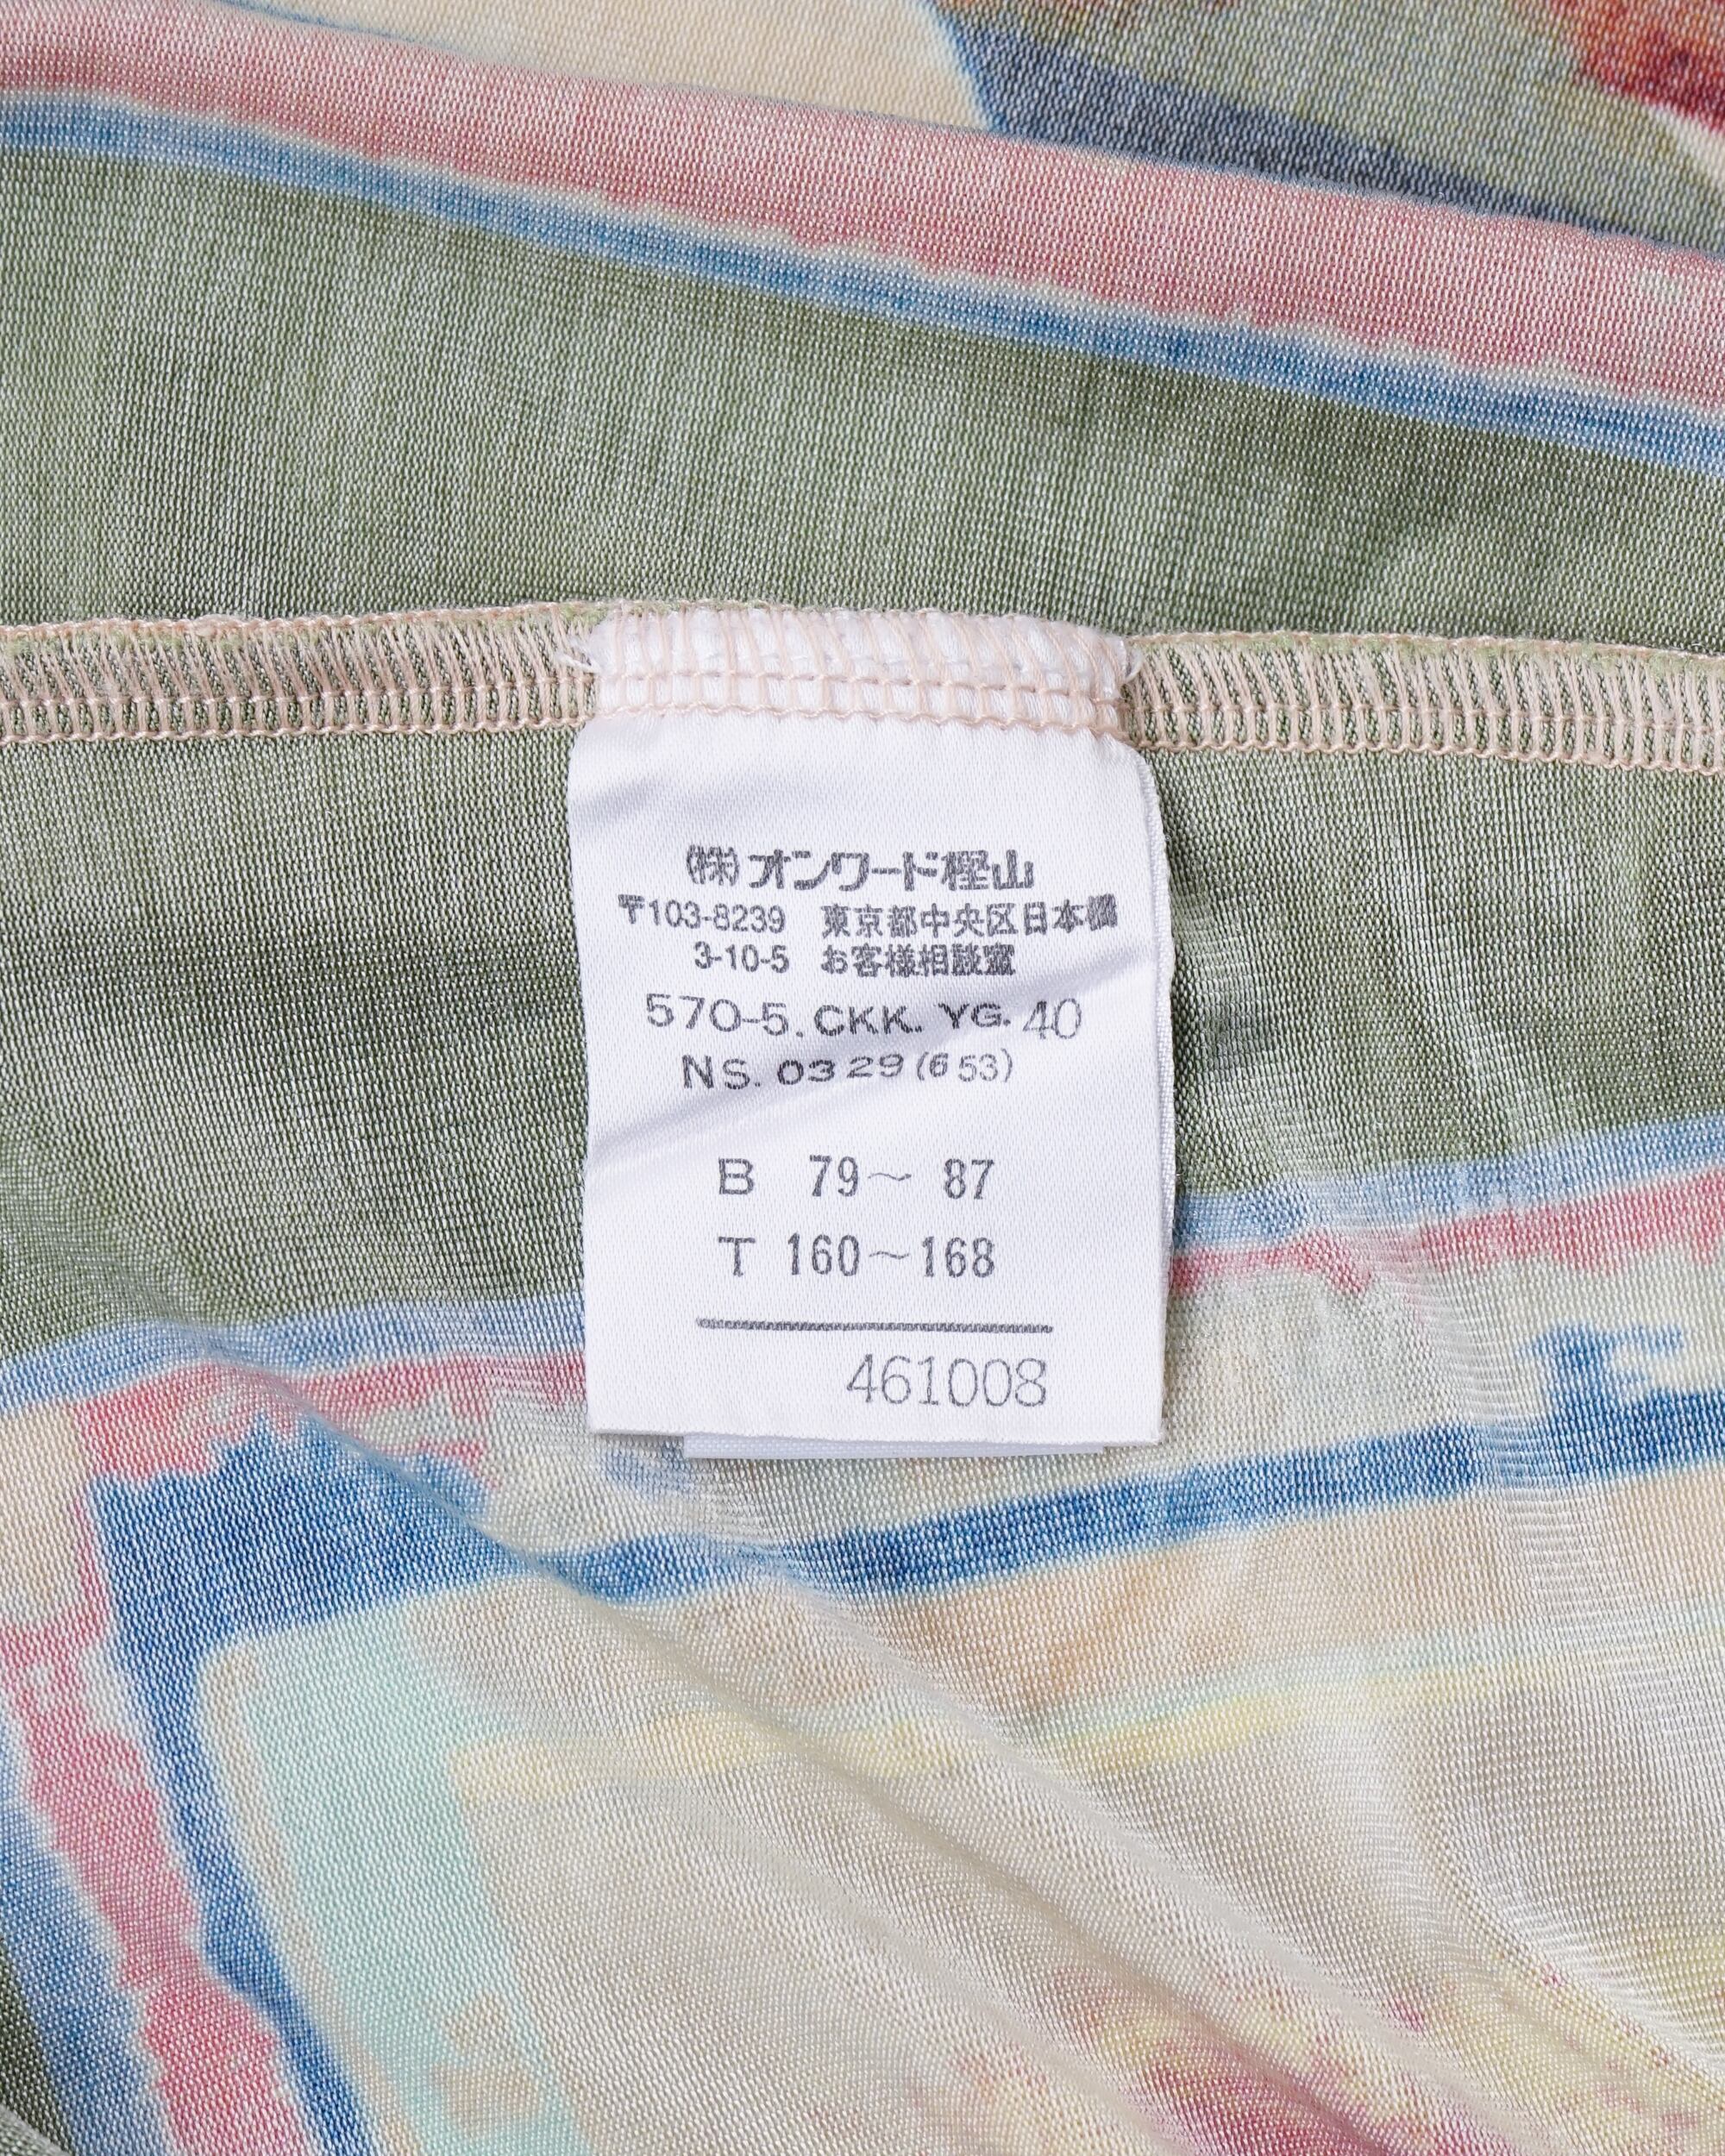 (株)オンワード樫山
〒103-8239 東京都中央区日本橋
3-10-5 お客様相談室
570-5. CKK. YG. 40
NS. 0329(653)
B 79～ 87
T 160～168
461008